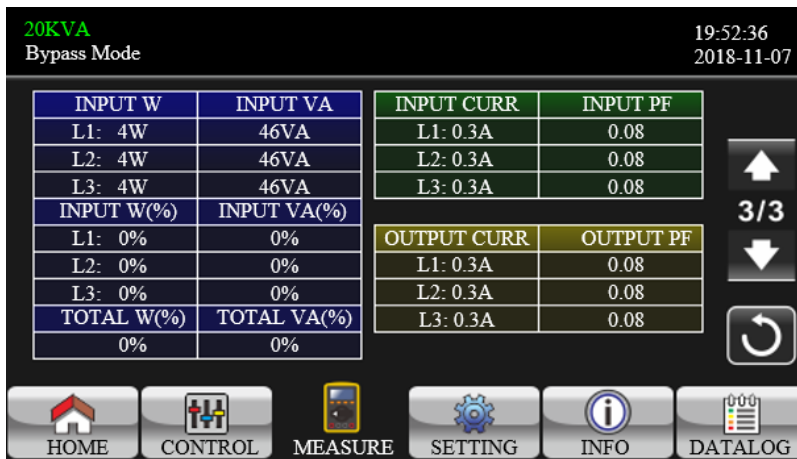 20KVA
Bypass Mode
19:52:36
2018-11-07
INPUT W INPUT VA
L1: 4W 46VA
L2: 4W 46VA
L3: 4W 46VA
INPUT W(%) INPUT VA(%)
L1: 0% 0%
L2: 0% 0%
L3: 0% 0%
TOTAL W(%) TOTAL VA(%)
0% 0%
INPUT CURR INPUT PF
L1: 0.3A 0.08
L2: 0.3A 0.08
L3: 0.3A 0.08
OUTPUT CURR OUTPUT PF
L1: 0.3A 0.08
L2: 0.3A 0.08
L3: 0.3A 0.08
3/3
HOME CONTROL MEASURE SETTING INFO DATALOG